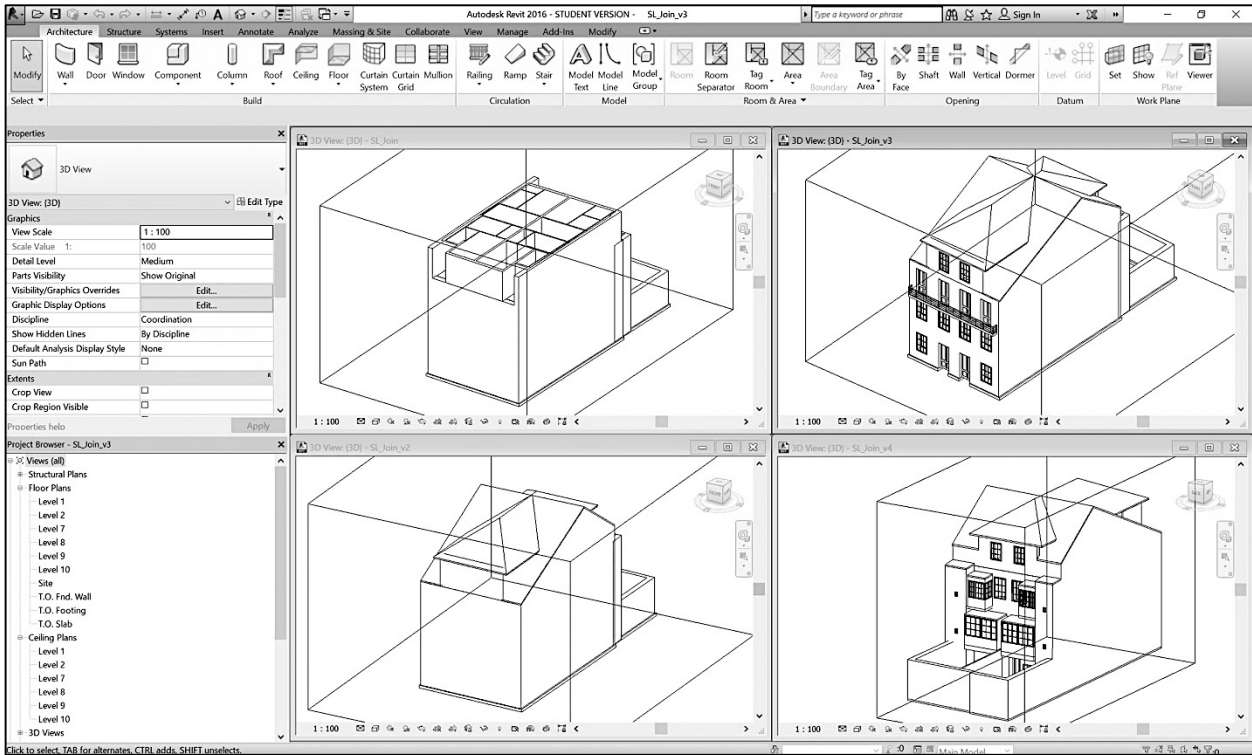 Autodesk Revit 2016 - STUDENT VERSION - SL_Join_v3
Type a keyword or phrase
Sign In
Architecture Structure Systems Insert Annotate Analyze Massing & Site Collaborate View Manage Add-Ins Modify
Modify Wall Door Window Component Column Roof Ceiling Floor Curtain System Curtain Grid Mullion Railing Ramp Stair Model Text Model Line Model Group Room Room Separator Tag Room Area Area Boundary Tag Area By Face Shaft Wall Vertical Dormer Level Grid Set Show Ref Plane Viewer
Select Build Circulation Model Room & Area Opening Datum Work Plane
Properties
3D View
3D View: {3D}
Edit Type
Graphics
View Scale 1 : 100
Scale Value 1: 100
Detail Level Medium
Parts Visibility Show Original
Visibility/Graphics Overrides Edit...
Graphic Display Options Edit...
Discipline Coordination
Show Hidden Lines By Discipline
Default Analysis Display Style None
Sun Path
Extents
Crop View
Crop Region Visible
Properties help Apply
Project Browser - SL_Join_v3
Views (all)
Structural Plans
Floor Plans
Level 1
Level 2
Level 7
Level 8
Level 9
Level 10
Site
T.O. Fnd. Wall
T.O. Footing
T.O. Slab
Ceiling Plans
Level 1
Level 2
Level 7
Level 8
Level 9
Level 10
3D Views
3D View: {3D} - SL_Join
1 : 100
3D View: {3D} - SL_Join_v3
1 : 100
3D View: {3D} - SL_Join_v2
1 : 100
3D View: {3D} - SL_Join_v4
1 : 100
Click to select, TAB for alternates, CTRL adds, SHIFT unselects.
:0
Main Model